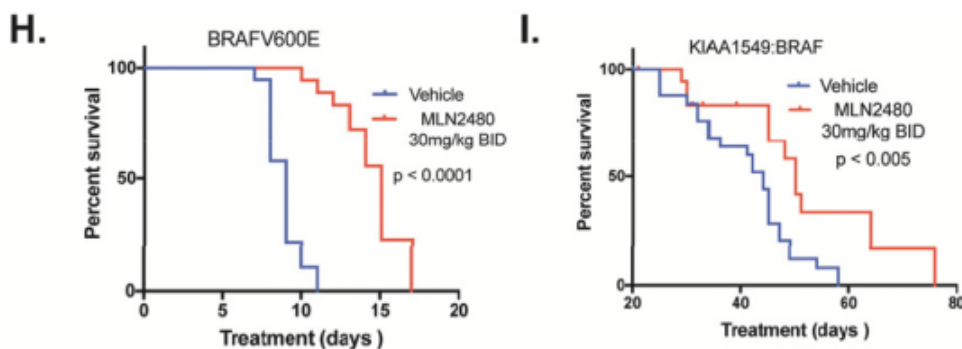 H.
BRAFV600E
Percent survival
100
50
0
Vehicle
MLN2480
30mg/kg BID
p < 0.0001
0 5 10 15 20
Treatment (days )
I.
KIAA1549:BRAF
Percent survival
100
50
0
Vehicle
MLN2480
30mg/kg BID
p < 0.005
20 40 60 80
Treatment (days )